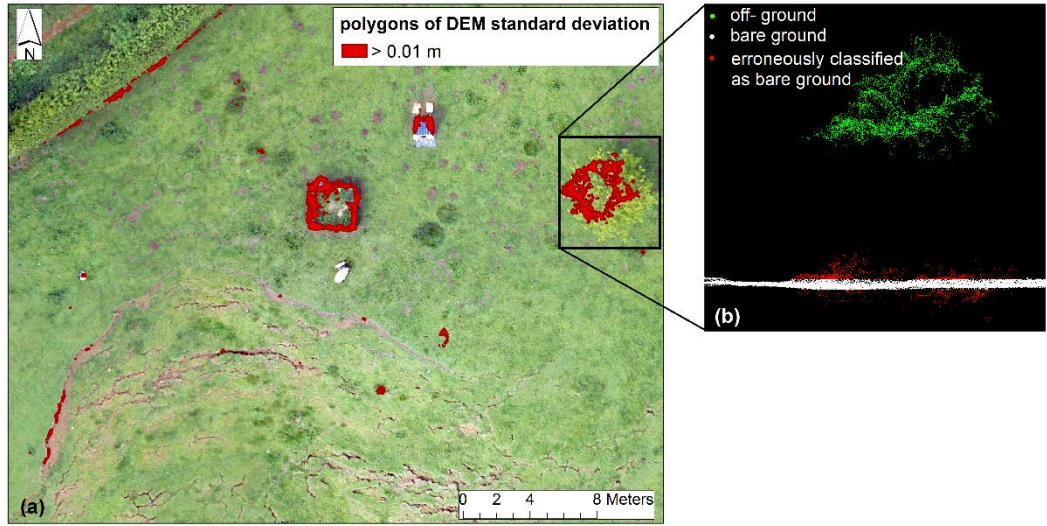 N
polygons of DEM standard deviation
> 0.01 m
(a)
0 2 4 8 Meters
off- ground
bare ground
erroneously classified
as bare ground
(b)